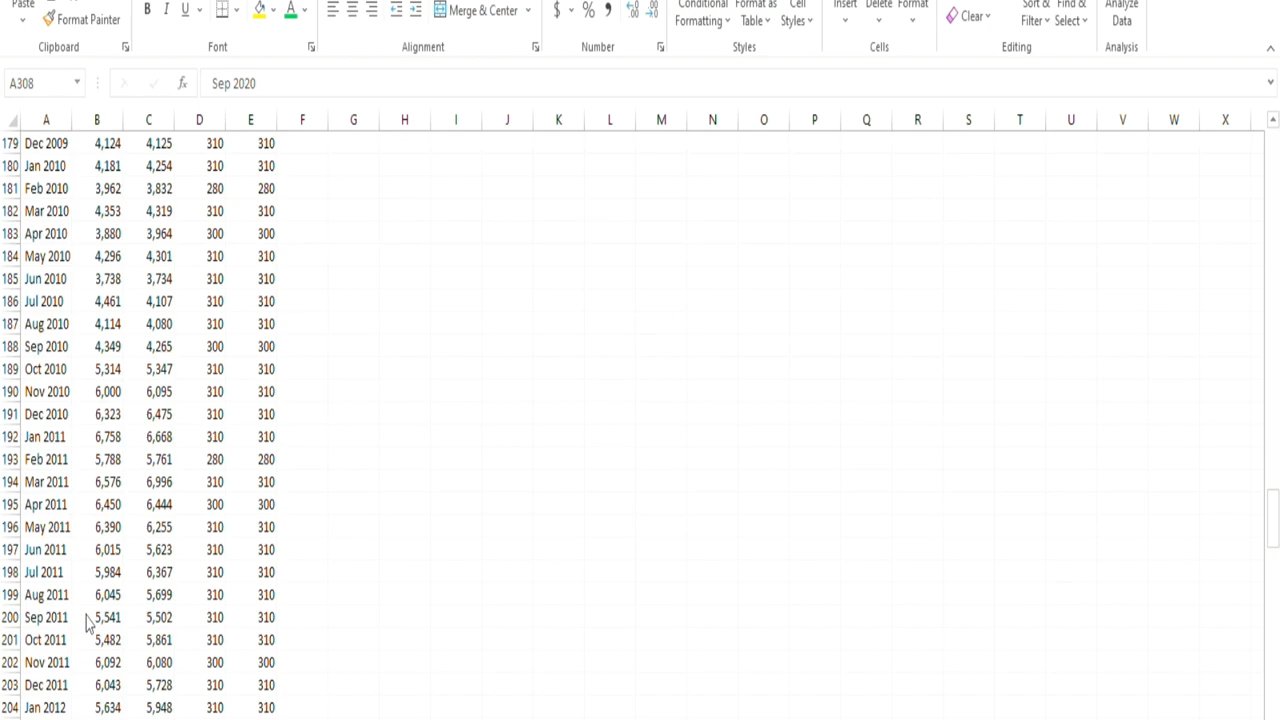 Paste
Format Painter
B I U A
Merge & Center
$ % 9
Conditional Formatting
Format as Table
Cell Styles
Insert Delete Format
Clear
Sort & Filter
Find & Select
Analyze Data
Clipboard Font Alignment Number Styles Cells Editing Analysis
A308 fx Sep 2020
A B C D E F G H I J K L M N O P Q R S T U V W X
179 Dec 2009 4,124 4,125 310 310
180 Jan 2010 4,181 4,254 310 310
181 Feb 2010 3,962 3,832 280 280
182 Mar 2010 4,353 4,319 310 310
183 Apr 2010 3,880 3,964 300 300
184 May 2010 4,296 4,301 310 310
185 Jun 2010 3,738 3,734 310 310
186 Jul 2010 4,461 4,107 310 310
187 Aug 2010 4,114 4,080 310 310
188 Sep 2010 4,349 4,265 300 300
189 Oct 2010 5,314 5,347 310 310
190 Nov 2010 6,000 6,095 310 310
191 Dec 2010 6,323 6,475 310 310
192 Jan 2011 6,758 6,668 310 310
193 Feb 2011 5,788 5,761 280 280
194 Mar 2011 6,576 6,996 310 310
195 Apr 2011 6,450 6,444 300 300
196 May 2011 6,390 6,255 310 310
197 Jun 2011 6,015 5,623 310 310
198 Jul 2011 5,984 6,367 310 310
199 Aug 2011 6,045 5,699 310 310
200 Sep 2011 5,541 5,502 310 310
201 Oct 2011 5,482 5,861 310 310
202 Nov 2011 6,092 6,080 300 300
203 Dec 2011 6,043 5,728 310 310
204 Jan 2012 5,634 5,948 310 310